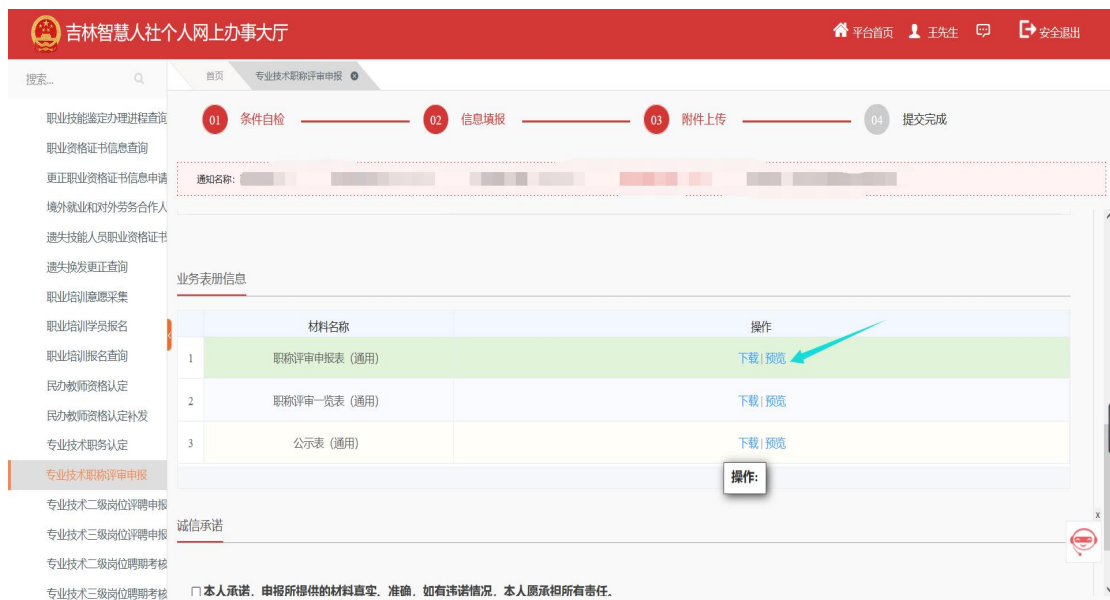 吉林智慧人社个人网上办事大厅
平台首页 王先生 安全退出
搜索...
首页 专业技术职称评审申报
01 条件自检 02 信息填报 03 附件上传 04 提交完成
通知名称:
职业技能鉴定办理进程查询
职业资格证书信息查询
更正职业资格证书信息申请
境外就业和对外劳务合作人
遗失技能人员职业资格证书
遗失换发更正查询
职业培训意愿采集
职业培训学员报名
职业培训报名查询
民办教师资格认定
民办教师资格认定补发
专业技术职务认定
专业技术职称评审申报
专业技术二级岗位评聘申报
专业技术三级岗位评聘申报
专业技术二级岗位聘期考核
专业技术三级岗位聘期考核
业务表册信息
材料名称 操作
1 职称评审申报表（通用） 下载|预览
2 职称评审一览表（通用） 下载|预览
3 公示表（通用） 下载|预览
操作:
诚信承诺
x
本人承诺，申报所提供的材料真实、准确，如有违诺情况，本人愿承担所有责任。